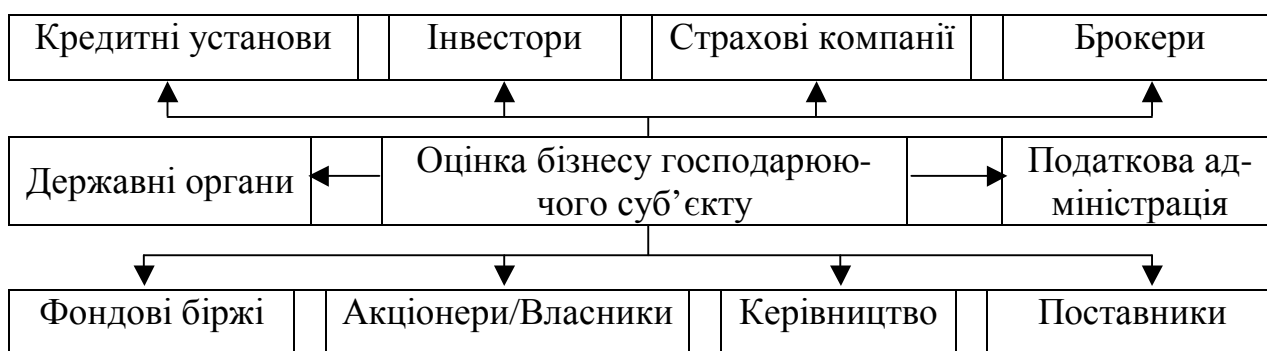 Кредитні установи
Інвестори
Страхові компанії
Брокери
Державні органи
Оцінка бізнесу господарюю-
чого суб’єкту
Податкова ад-
міністрація
Фондові біржі
Акціонери/Власники
Керівництво
Поставники